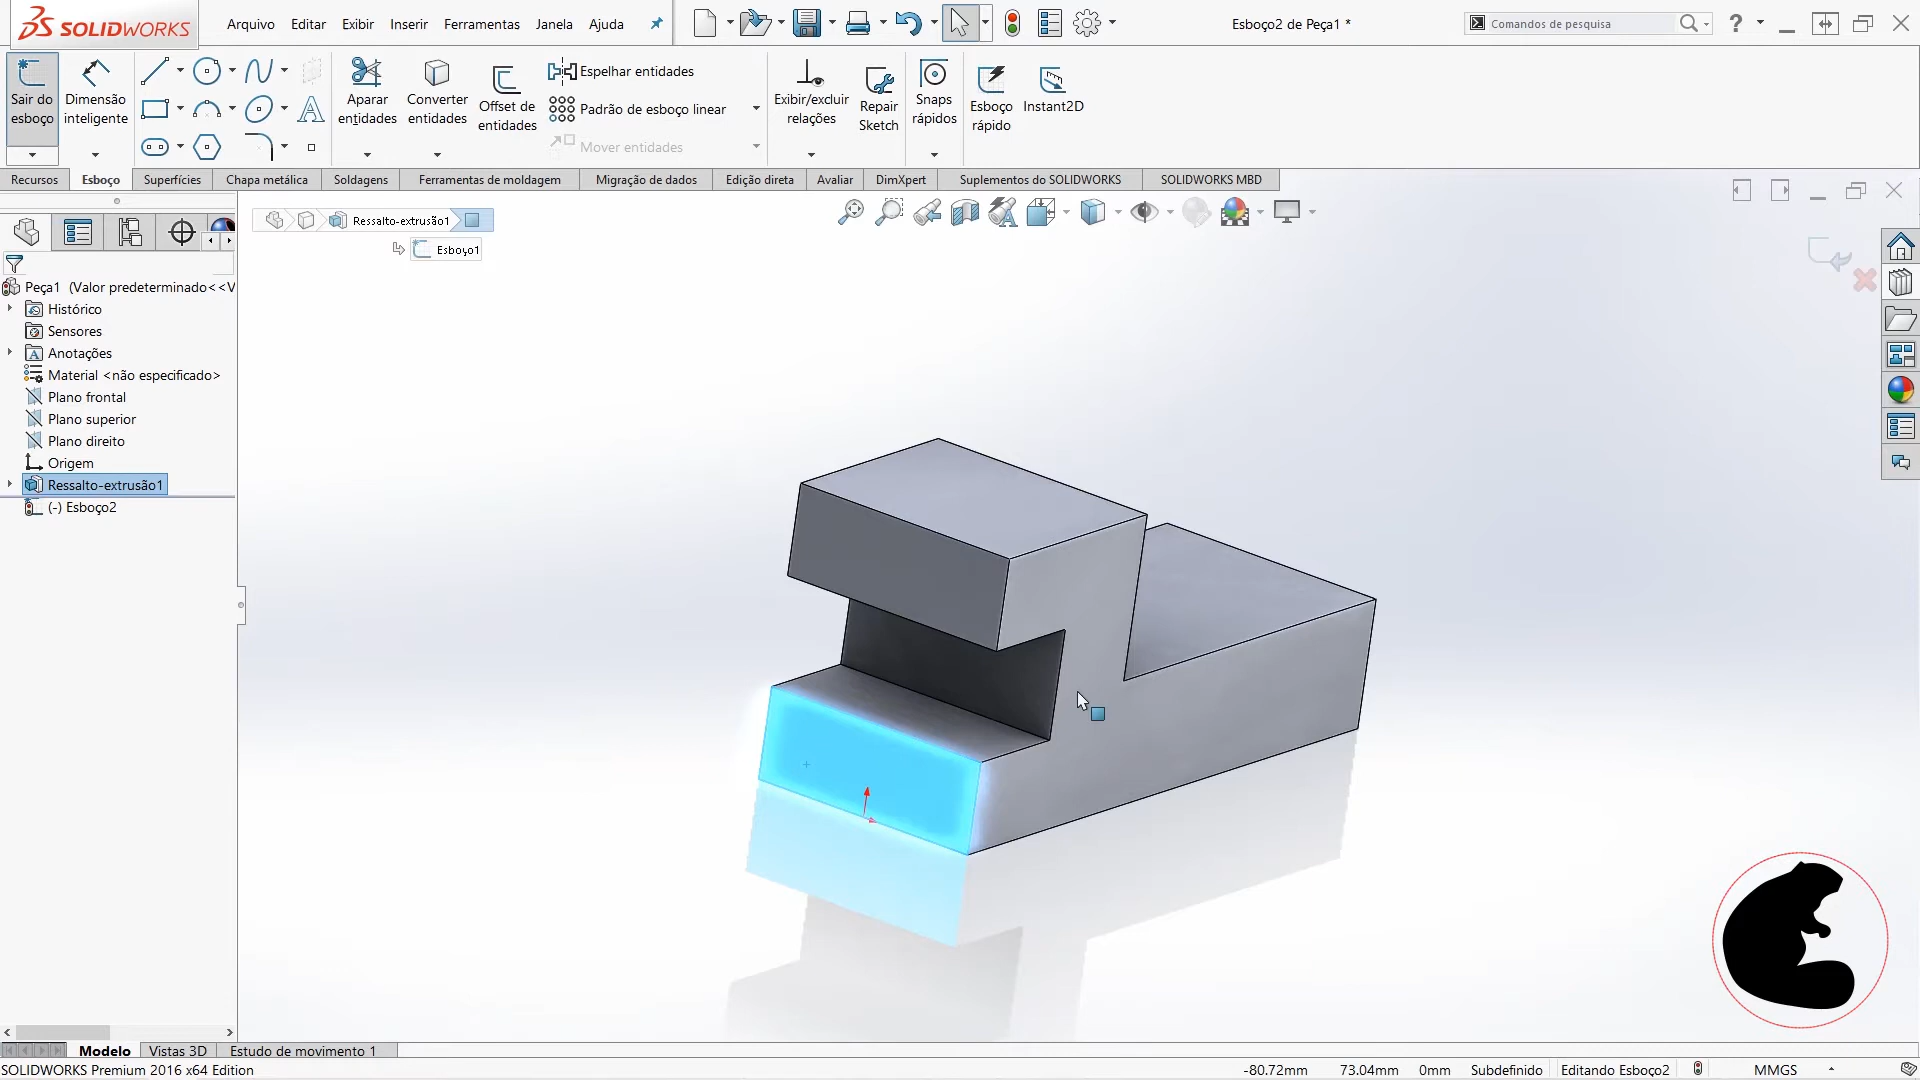 SOLIDWORKS
Arquivo Editar Exibir Inserir Ferramentas Janela Ajuda
Esboço2 de Peça1 *
Comandos de pesquisa
?
Sair do esboço
Dimensão inteligente
Aparar entidades
Converter entidades
Offset de entidades
Espelhar entidades
Padrão de esboço linear
Mover entidades
Exibir/excluir relações
Repair Sketch
Snaps rápidos
Esboço rápido
Instant2D
Recursos Esboço Superfícies Chapa metálica Soldagens Ferramentas de moldagem Migração de dados Edição direta Avaliar DimXpert Suplementos do SOLIDWORKS SOLIDWORKS MBD
Ressalto-extrusão1
Esboço1
Peça1 (Valor predeterminado<<V
Histórico
Sensores
Anotações
Material <não especificado>
Plano frontal
Plano superior
Plano direito
Origem
Ressalto-extrusão1
(-) Esboço2
Modelo Vistas 3D Estudo de movimento 1
SOLIDWORKS Premium 2016 x64 Edition
-80.72mm 73.04mm 0mm Subdefinido Editando Esboço2 MMGS